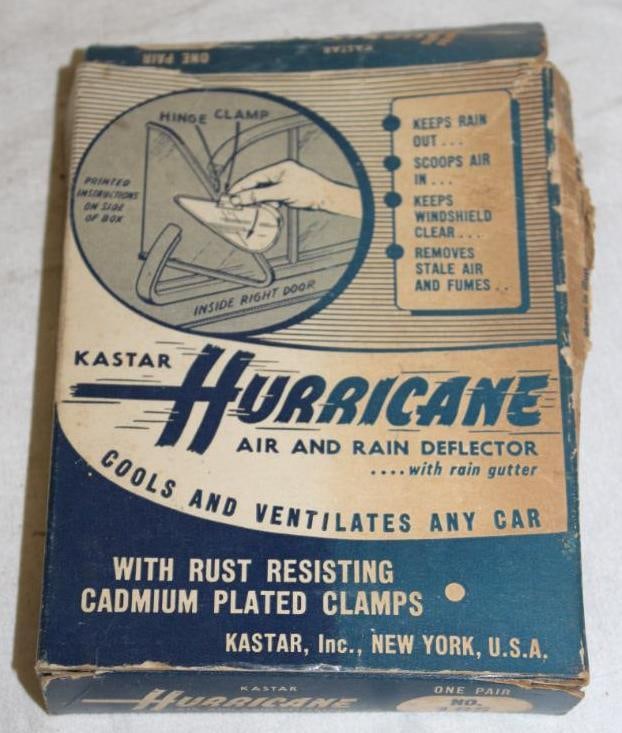 ONE PAIR
KASTAR
HURRICANE
HINGE CLAMP
PRINTED
INSTRUCTIONS
ON SIDE
OF BOX
INSIDE RIGHT DOOR
KEEPS RAIN
OUT...
SCOOPS AIR
IN...
KEEPS
WINDSHIELD
CLEAR...
REMOVES
STALE AIR
AND FUMES..
KASTAR
HURRICANE
AIR AND RAIN DEFLECTOR
....with rain gutter
COOLS AND VENTILATES ANY CAR
WITH RUST RESISTING
CADMIUM PLATED CLAMPS
KASTAR, Inc., NEW YORK, U.S.A.
KASTAR
HURRICANE
ONE PAIR
NO.